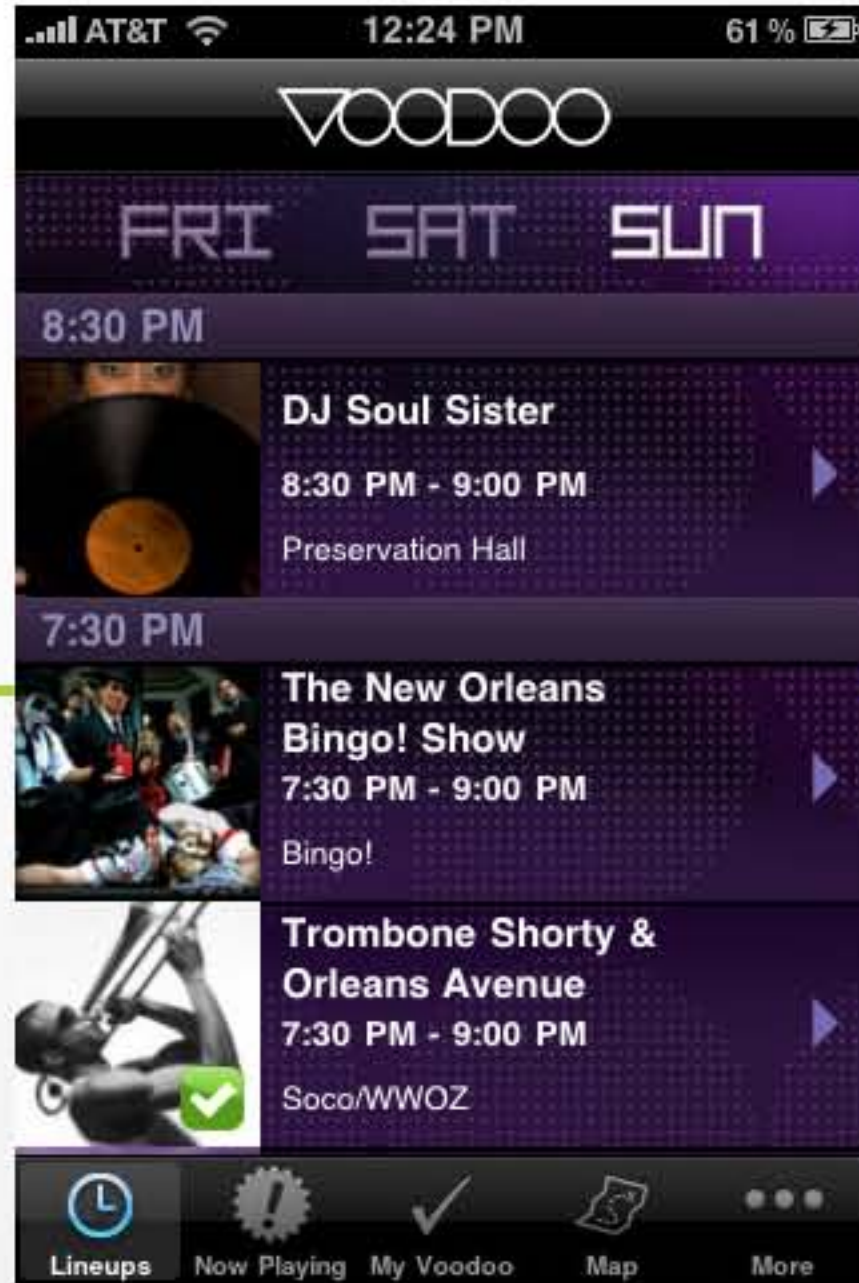 AT&T 12:24 PM 61 %
VOODOO
FRI SAT SUN
8:30 PM
DJ Soul Sister
8:30 PM - 9:00 PM
Preservation Hall
7:30 PM
The New Orleans
Bingo! Show
7:30 PM - 9:00 PM
Bingo!
Trombone Shorty &
Orleans Avenue
7:30 PM - 9:00 PM
Soco/WWOZ
Lineups Now Playing My Voodoo Map More